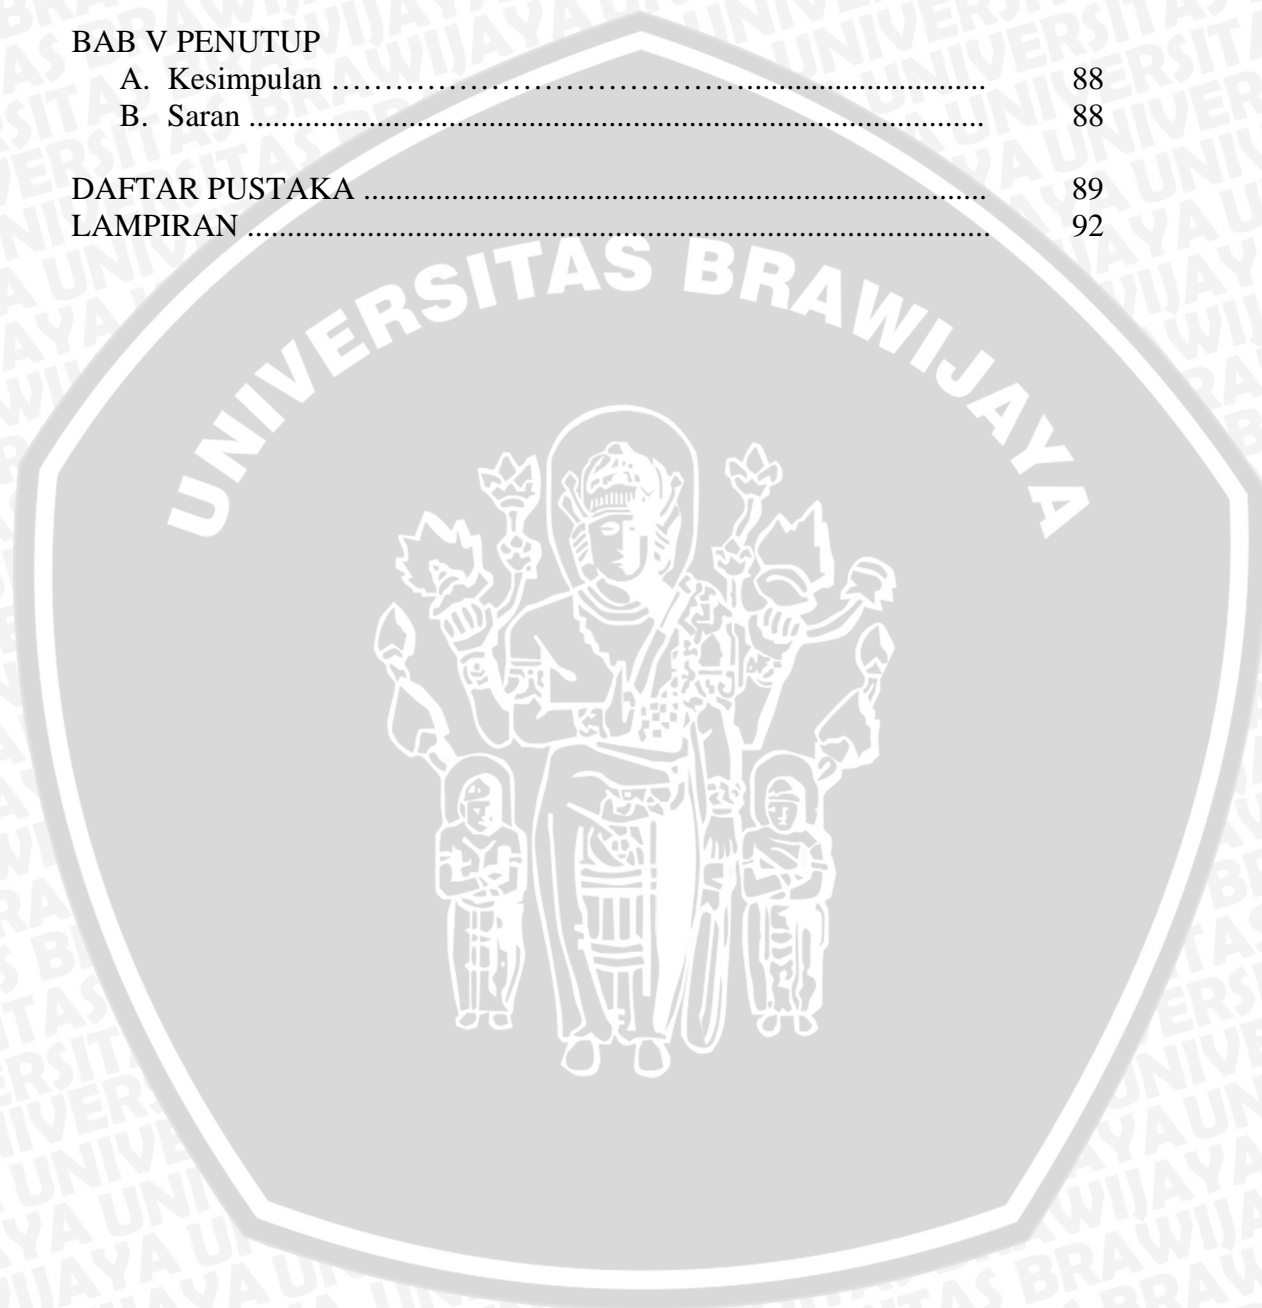 BAB V PENUTUP
A. Kesimpulan ........................................................................ 88
B. Saran ........................................................................................ 88
DAFTAR PUSTAKA .......................................................................... 89
LAMPIRAN ........................................................................................ 92
UNIVERSITAS BRAWIJAYA